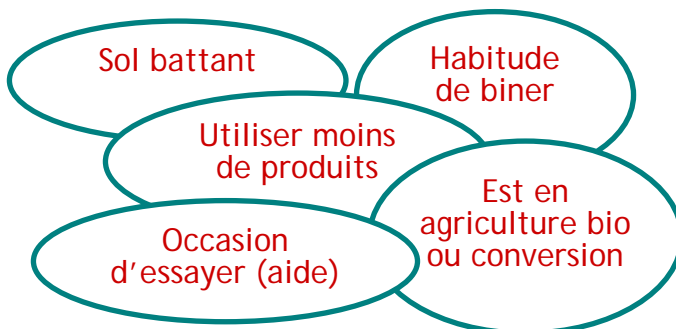 Sol battant
Habitude
de biner
Utiliser moins
de produits
Est en
agriculture bio
ou conversion
Occasion
d’essayer (aide)